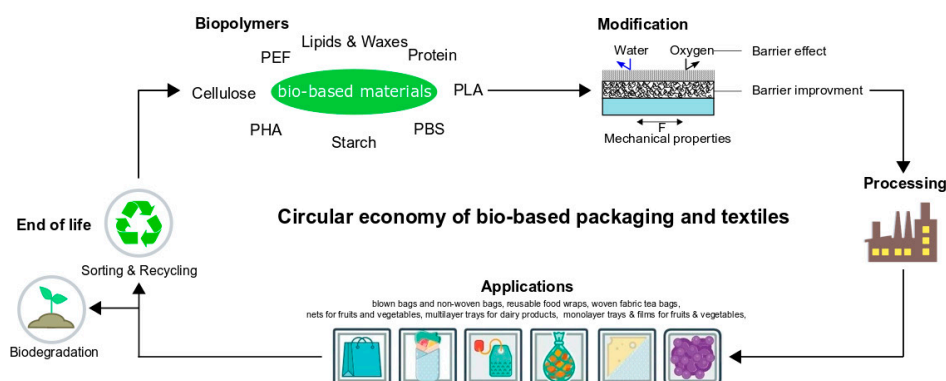 Biopolymers
Lipids & Waxes
PEF
Protein
Cellulose
bio-based materials
PLA
PHA
PBS
Starch
Modification
Water
Oxygen
Barrier effect
Barrier improvment
F
Mechanical properties
Processing
Circular economy of bio-based packaging and textiles
End of life
Sorting & Recycling
Biodegradation
Applications
blown bags and non-woven bags, reusable food wraps, woven fabric tea bags,
nets for fruits and vegetables, multilayer trays for dairy products, monolayer trays & films for fruits & vegetables,